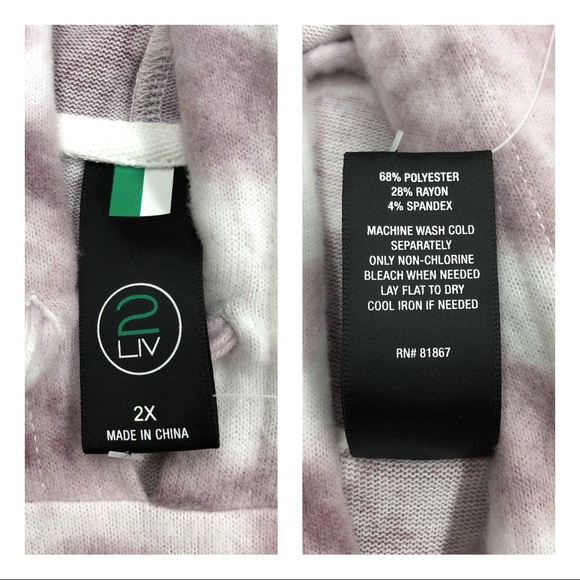 2
LIV
2X
MADE IN CHINA
68% POLYESTER
28% RAYON
4% SPANDEX
MACHINE WASH COLD
SEPARATELY
ONLY NON-CHLORINE
BLEACH WHEN NEEDED
LAY FLAT TO DRY
COOL IRON IF NEEDED
RN# 81867